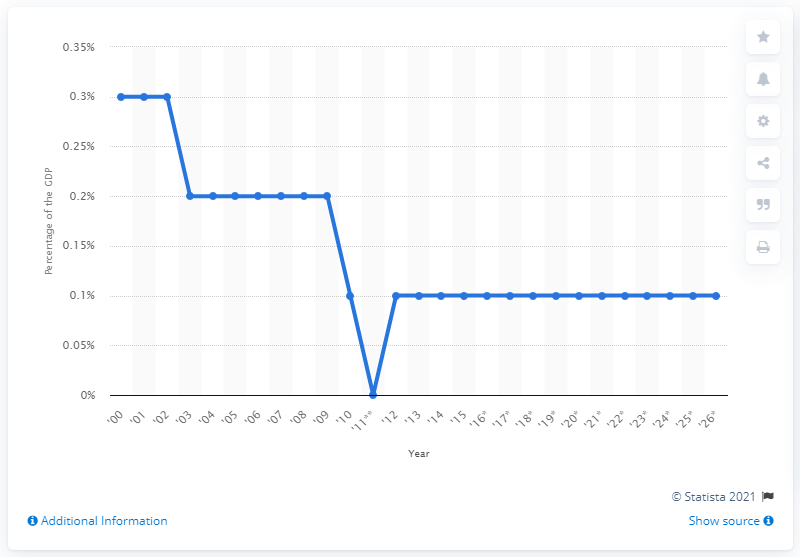 0.35%
0.3%
0.25%
0.2%
0.15%
0.1%
0.05%
0%
Percentage of the GDP
'00 '01 '02 '03 '04 '05 '06 '07 '08 '09 '10 '11** '12 '13 '14 '15 '16* '17* '18* '19* '20* '21* '22* '23* '24* '25* '26*
Year
© Statista 2021
Additional Information
Show source